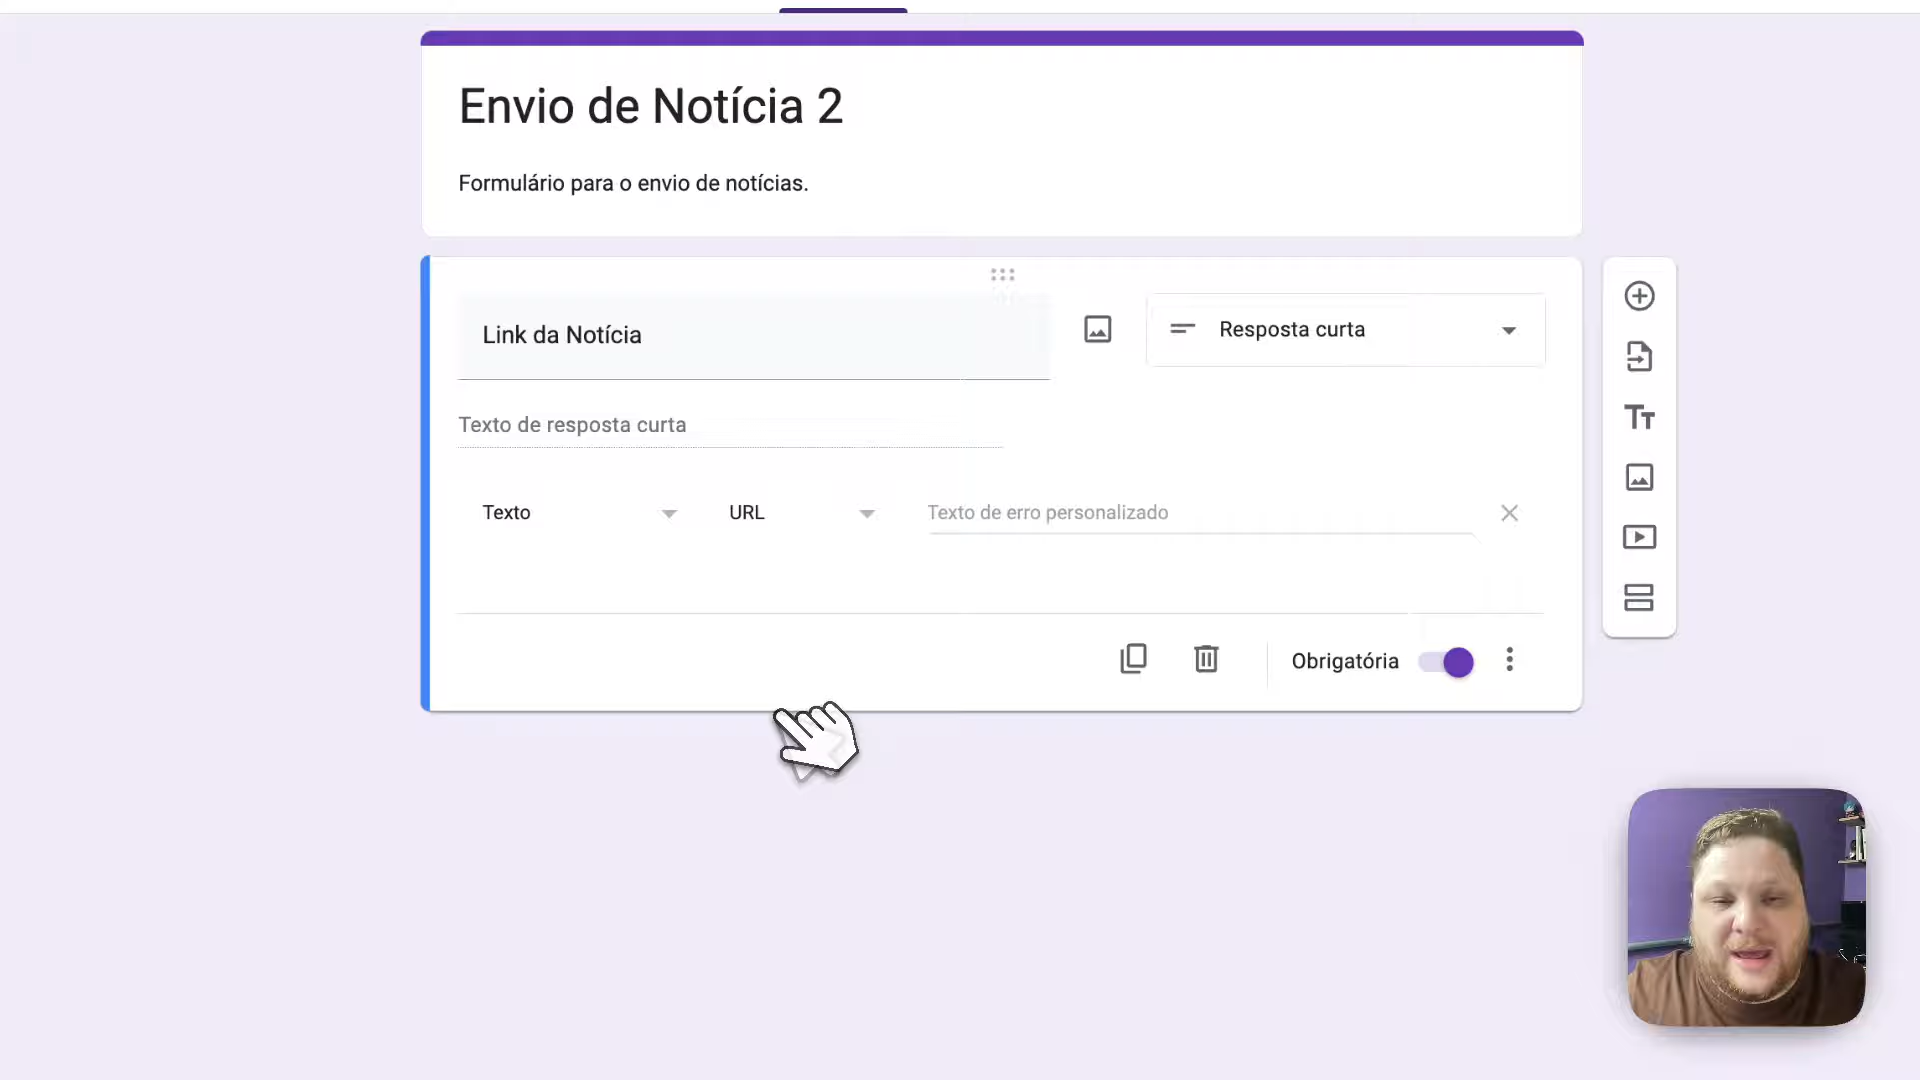 Envio de Notícia 2
Formulário para o envio de notícias.
Link da Notícia
Resposta curta
Texto de resposta curta
Texto
URL
Texto de erro personalizado
Obrigatória